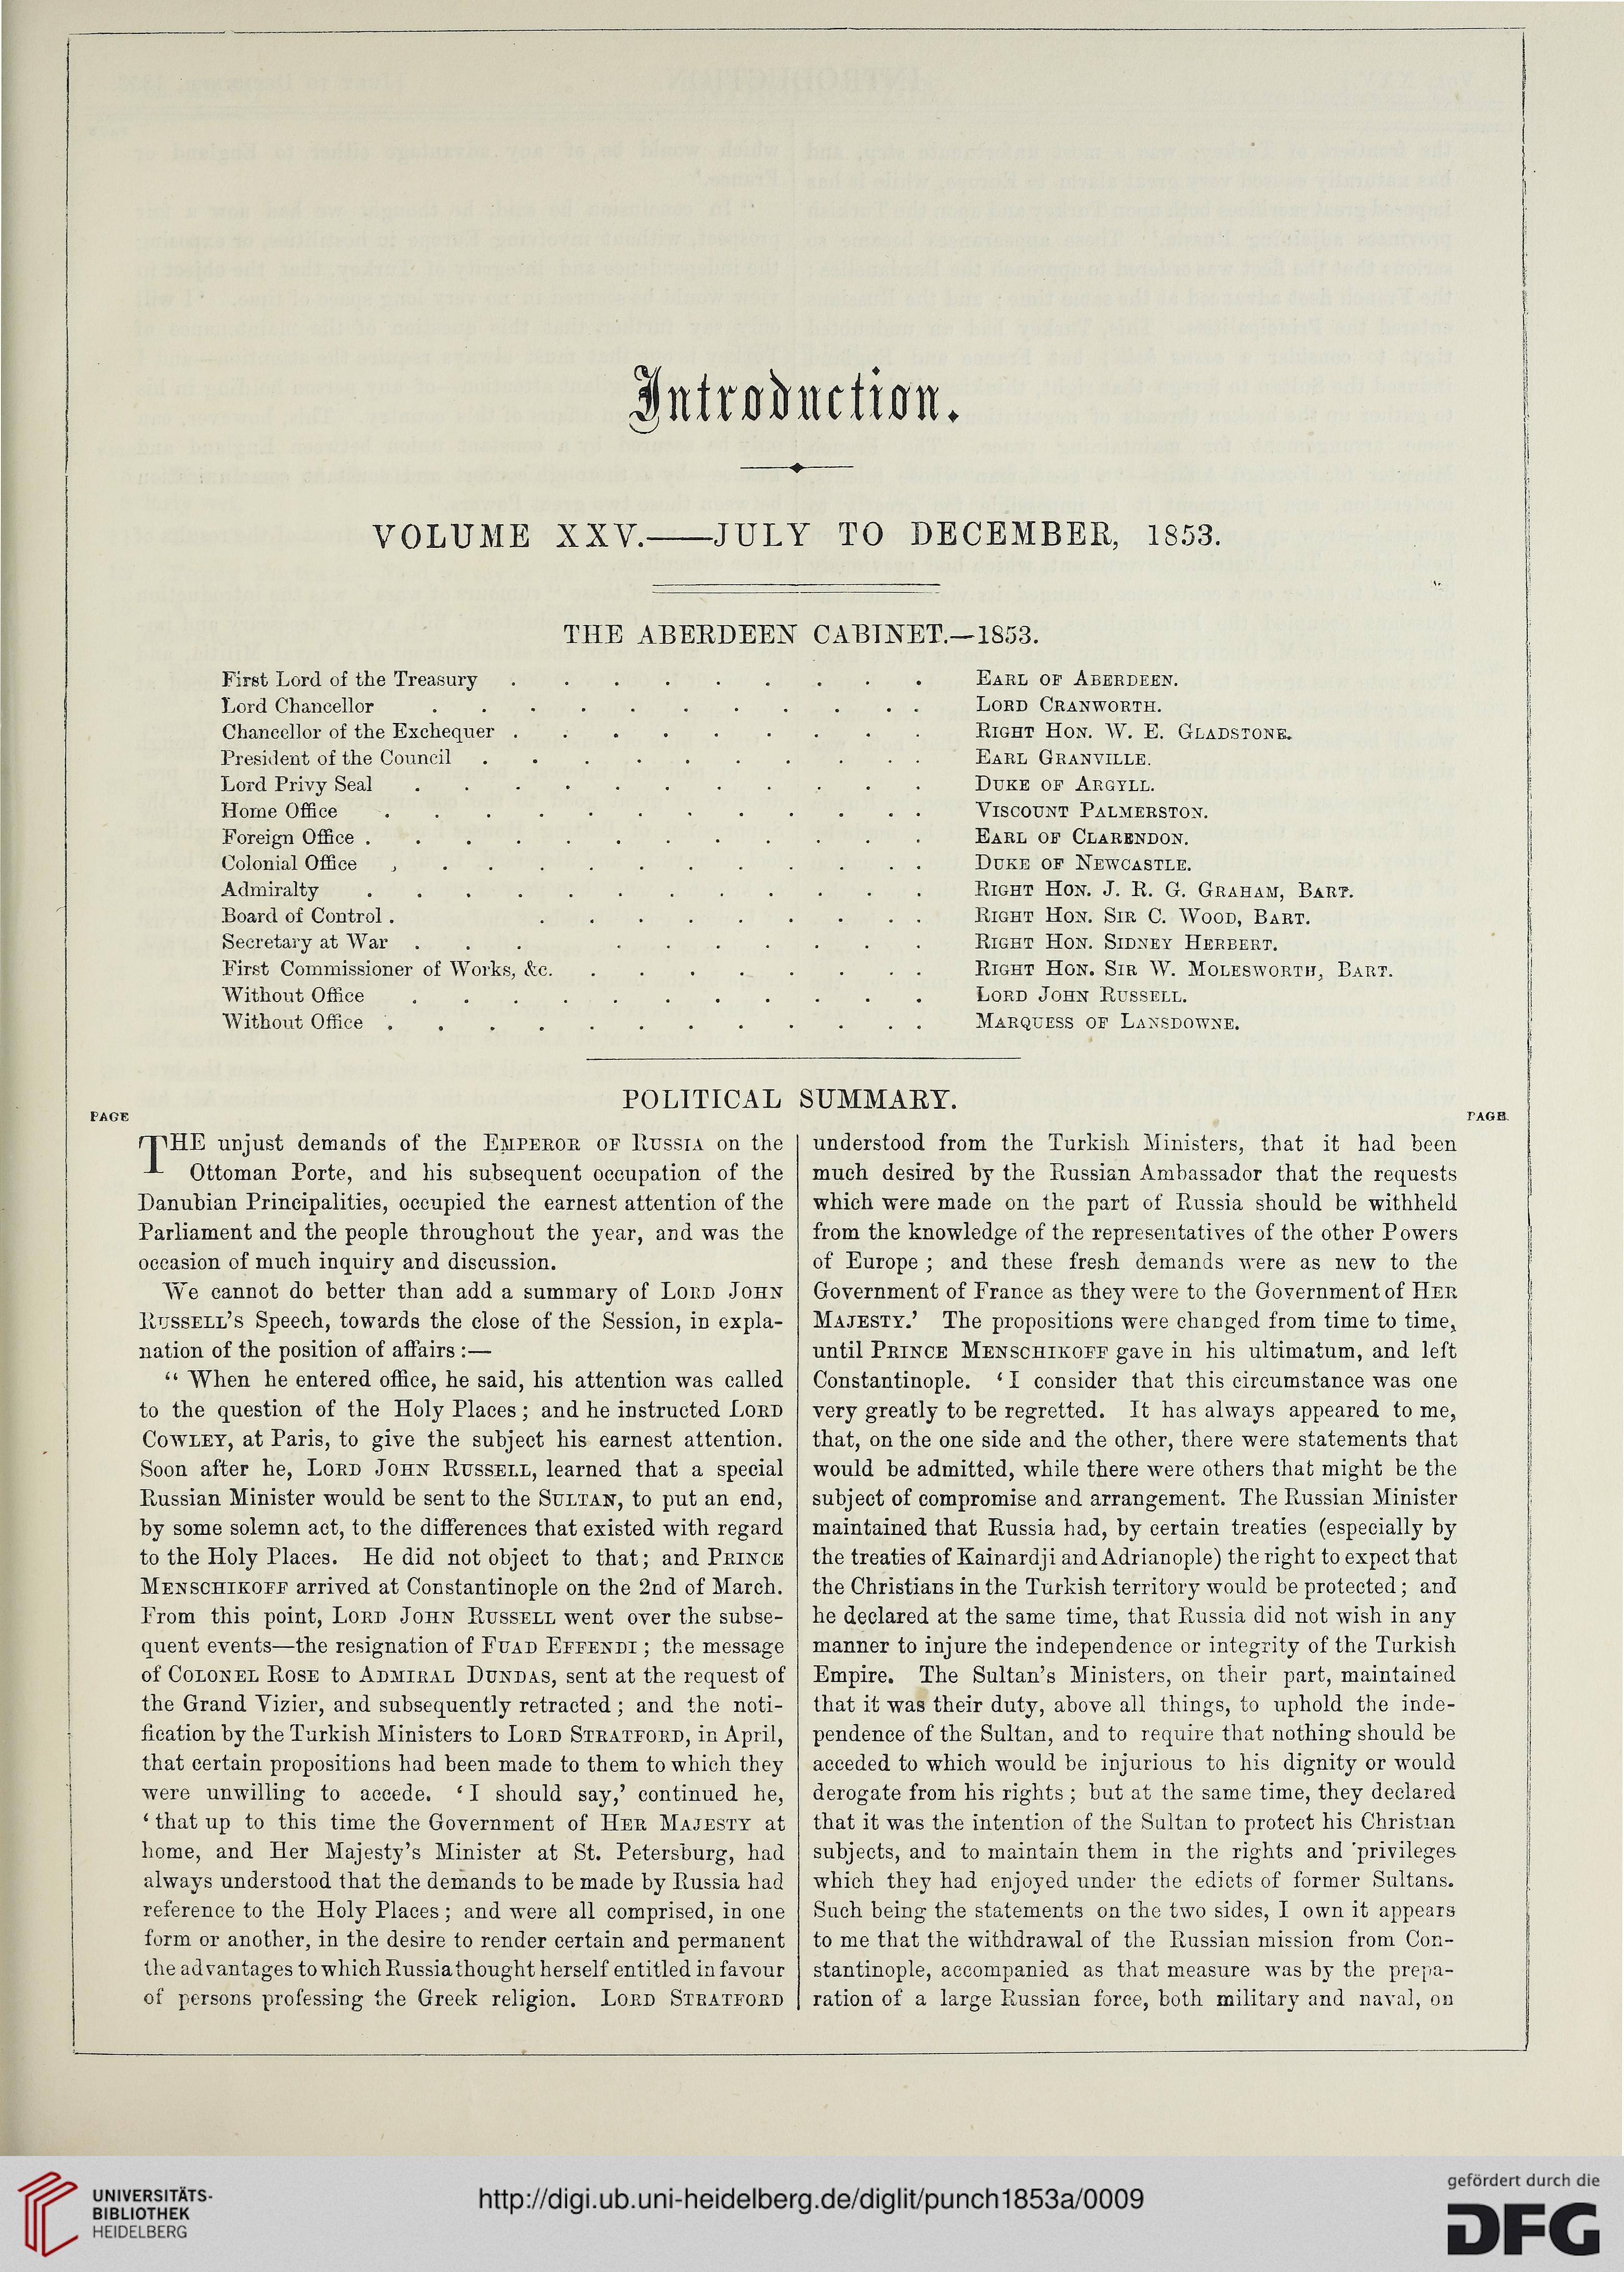 Introduction.
VOLUME XXV.——JULY TO DECEMBER, 1853.
THE ABERDEEN CABINET.—1853.
First Lord of the Treasury . . . . . . . . . EARL OF ABERDEEN.
Lord Chancellor . . . . . . . . . . . LORD CRANWORTH.
Chancellor of the Exchequer . . . . . . . . . RIGHT HON. W. E. GLADSTONE.
President of the Council . . . . . . . . . . EARL GRANVILLE.
Lord Privy Seal . . . . . . . . . . . DUKE OF ARGYLL.
Home Office . . . . . . . . . . . . VISCOUNT PALMERSTON.
Foreign Office . . . . . . . . . . . . EARL OF CLARENDON.
Colonial Office , . . . . . . . . . . . DUKE OF NEWCASTLE.
Admiralty . . . . . . . . . . . . RIGHT HON. J. R. G. GRAHAM, BART.
Board of Control . . . . . . . . . . RIGHT HON. SIR C. WOOD, BART.
Secretary at War . . . . . . . . . . RIGHT HON. SIDNEY HERBERT.
First Commissioner of Works, &c. . . . . . . . . RIGHT HON. SIR W. MOLESWORTH, BART.
Without Office . . . . . . . . . . . LORD JOHN RUSSELL.
Without Office . . . . . . . . . . . . MARQUESS OF LANSDOWNE.
POLITICAL SUMMARY.
PAGE
THE unjust demands of the EMPEROR OF RUSSIA on the
Ottoman Porte, and his subsequent occupation of the
Danubian Principalities, occupied the earnest attention of the
Parliament and the people throughout the year, and was the
occasion of much inquiry and discussion.
We cannot do better than add a summary of LORD JOHN
RUSSELL'S Speech, towards the close of the Session, in expla-
nation of the position of affairs :—
“ When he entered office, he said, his attention was called
to the question of the Holy Places ; and he instructed LORD
COWLEY, at Paris, to give the subject his earnest attention.
Soon after he, LORD JOHN RUSSELL, learned that a special
Russian Minister would be sent to the SULTAN, to put an end,
by some solemn act, to the differences that existed with regard
to the Holy Places. He did not object to that; and PRINCE
MENSCHIKOFF arrived at Constantinople on the 2nd of March.
From this point, LORD JOHN RUSSELL went over the subse-
quent events—the resignation of FUAD EFFENDI ; the message
of COLONEL ROSE to ADMIRAL DUNDAS, sent at the request of
the Grand Vizier, and subsequently retracted ; and the noti-
fication by the Turkish Ministers to LORD STRATFORD, in April,
that certain propositions had been made to them to which they
were unwilling to accede. ‘I should say,’ continued he,
‘that up to this time the Government of HER MAJESTY at
home, and Her Majesty's Minister at St. Petersburg, had
always understood that the demands to be made by Russia had
reference to the Holy Places ; and were all comprised, in one
form or another, in the desire to render certain and permanent
the advantages to which Russia thought herself entitled in favour
of persons professing the Greek religion. LORD STRATFORD
PAGE.
understood from the Turkish Ministers, that it had been
much desired by the Russian Ambassador that the requests
which were made on the part of Russia should be withheld
from the knowledge of the representatives of the other Powers
of Europe ; and these fresh demands were as new to the
Government of France as they were to the Government of HER
MAJESTY.’ The propositions were changed from time to time,
until PRINCE MENSCHIKOFF gave in his ultimatum, and left
Constantinople. ‘I consider that this circumstance was one
very greatly to be regretted. It has always appeared to me,
that, on the one side and the other, there were statements that
would be admitted, while there were others that might be the
subject of compromise and arrangement. The Russian Minister
maintained that Russia had, by certain treaties (especially by
the treaties of Kainardji and Adrianople) the right to expect that
the Christians in the Turkish territory would be protected ; and
he declared at the same time, that Russia did not wish in any
manner to injure the independence or integrity of the Turkish
Empire. The Sultan's Ministers, on their part, maintained
that it was their duty, above all things, to uphold the inde-
pendence of the Sultan, and to require that nothing should be
acceded to which would be injurious to his dignity or would
derogate from his rights ; but at the same time, they declared
that it was the intention of the Sultan to protect his Christian
subjects, and to maintain them in the rights and privileges
which they had enjoyed under the edicts of former Sultans.
Such being the statements on the two sides, I own it appears
to me that the withdrawal of the Russian mission from Con-
stantinople, accompanied as that measure was by the prepa-
ration of a large Russian force, both military and naval, on
UNIVERSITÄTS-
BIBLIOTHEK
HEIDELBERG
http://digi.ub.uni-heidelberg.de/diglit/punch1853a/0009
gefördert durch die
DFG